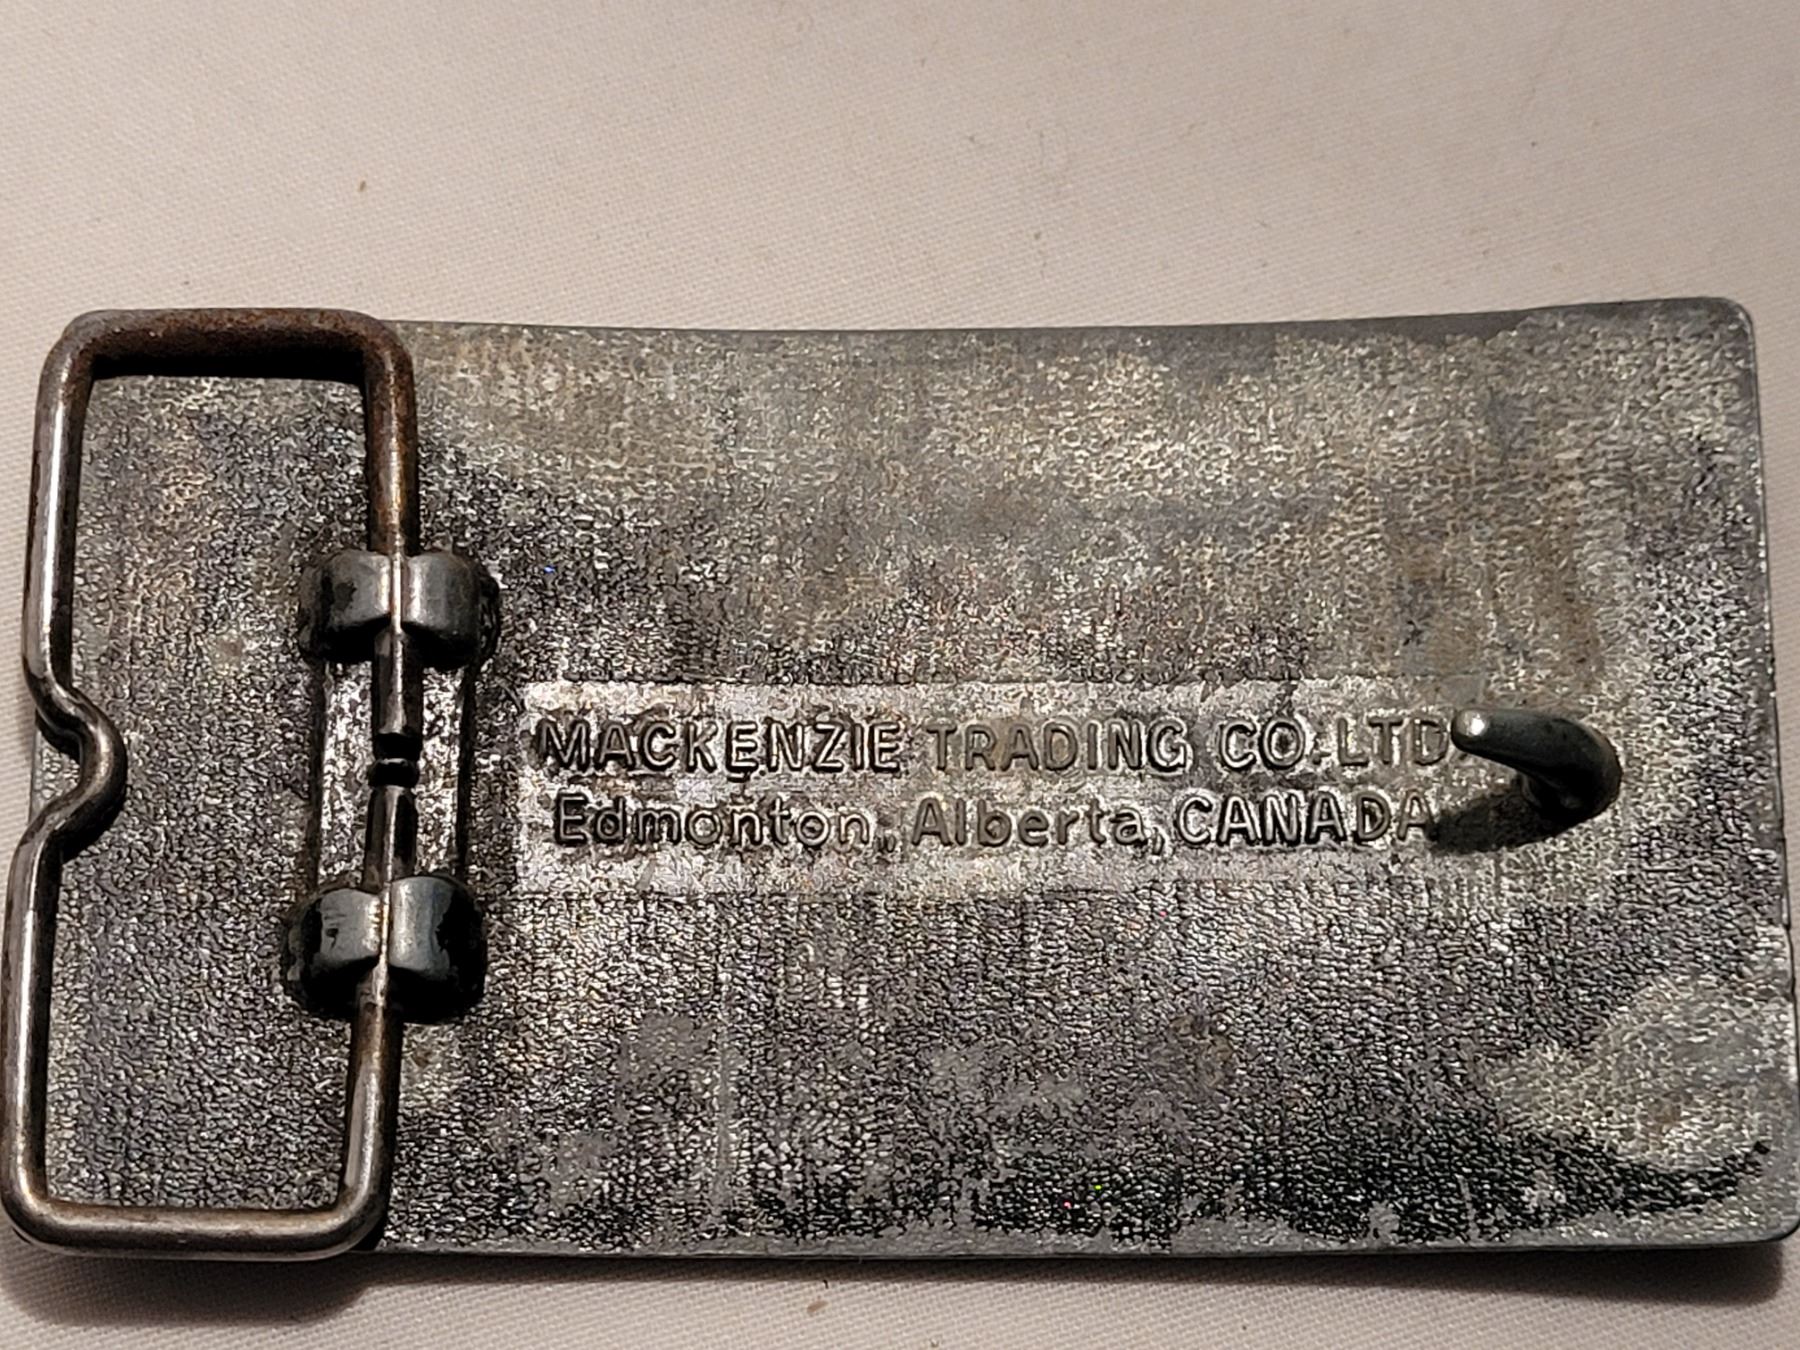 MACKENZIE TRADING CO. LTD.
Edmonton, Alberta, CANADA